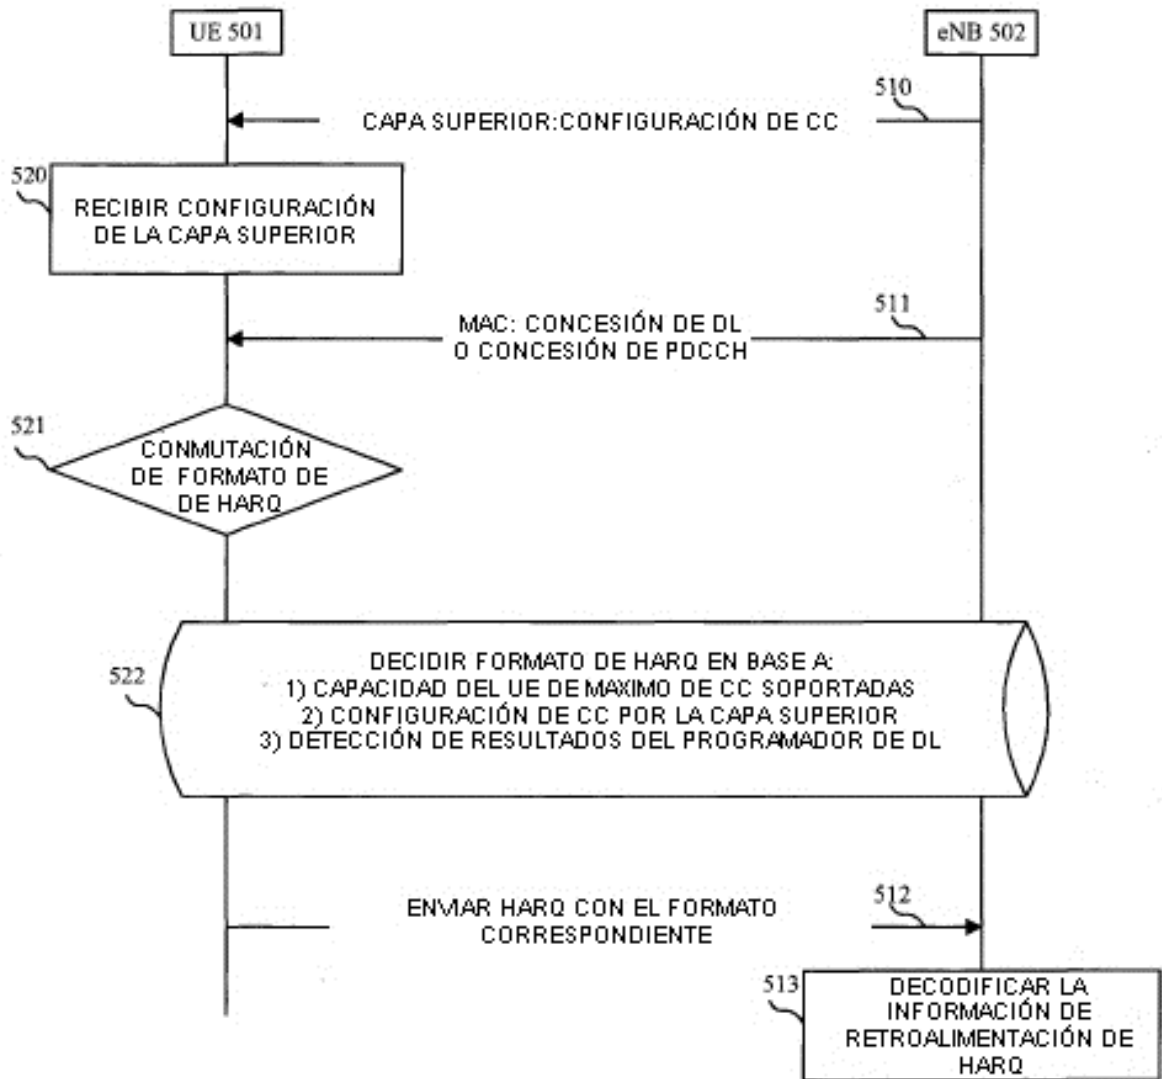 UE 501
eNB 502
510
CAPA SUPERIOR:CONFIGURACIÓN DE CC
520
RECIBIR CONFIGURACIÓN
DE LA CAPA SUPERIOR
511
MAC: CONCESIÓN DE DL
O CONCESIÓN DE PDCCH
521
CONMUTACIÓN
DE FORMATO DE
DE HARQ
522
DECIDIR FORMATO DE HARQ EN BASE A:
1) CAPACIDAD DEL UE DE MAXIMO DE CC SOPORTADAS
2) CONFIGURACIÓN DE CC POR LA CAPA SUPERIOR
3) DETECCIÓN DE RESULTADOS DEL PROGRAMADOR DE DL
512
ENVIAR HARQ CON EL FORMATO
CORRESPONDIENTE
513
DECODIFICAR LA
INFORMACIÓN DE
RETROALIMENTACIÓN DE
HARQ